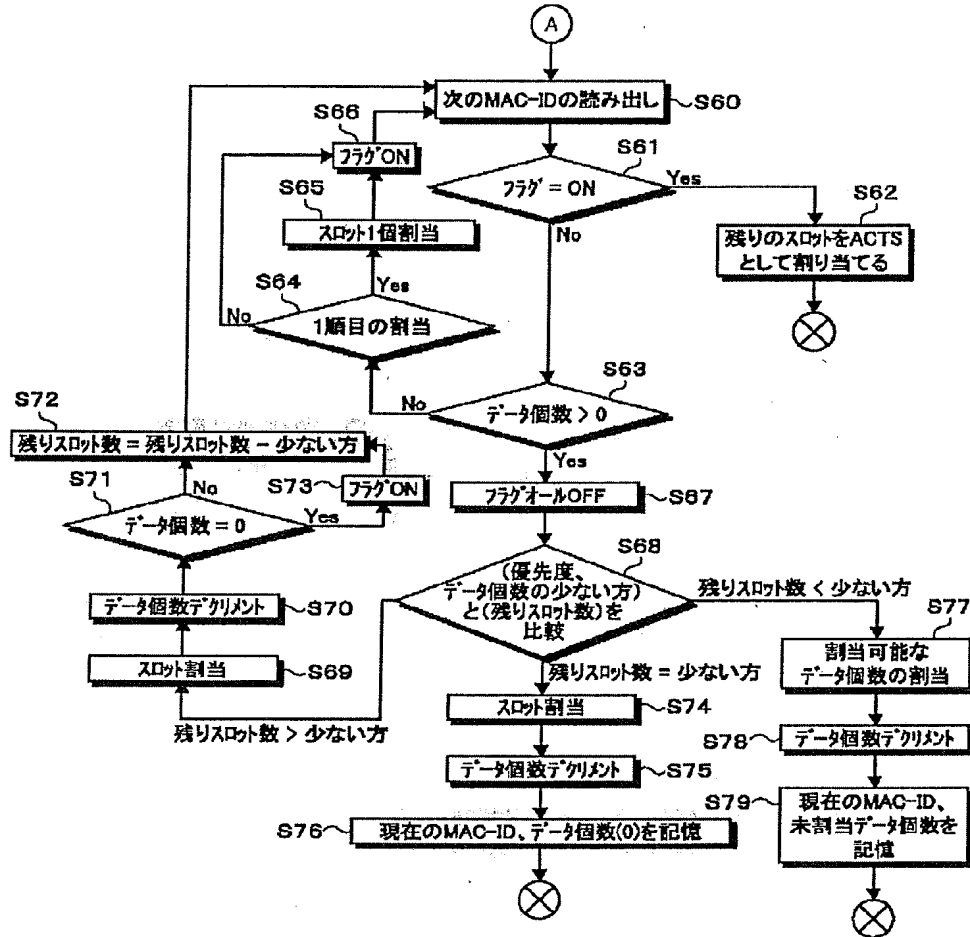 A
次のMAC-IDの読み出し
S60
S66
フラグON
S61
フラグ = ON
Yes
No
S65
スロット1個割当
S62
残りのスロットをACTS
として割り当てる
S64
Yes
No
1順目の割当
S63
データ個数 > 0
No
Yes
S72
残りスロット数 = 残りスロット数 - 少ない方
S71
No
S73
フラグON
データ個数 = 0
Yes
フラグオールOFF
S67
S68
(優先度、
データ個数の少ない方)
と(残りスロット数)を
比較
残りスロット数 < 少ない方
データ個数デクリメント
S70
スロット割当
S69
残りスロット数 > 少ない方
残りスロット数 = 少ない方
S77
割当可能な
データ個数の割当
スロット割当
S74
データ個数デクリメント
S75
S78
データ個数デクリメント
S76
現在のMAC-ID、データ個数(0)を記憶
S79
現在のMAC-ID、
未割当データ個数を
記憶